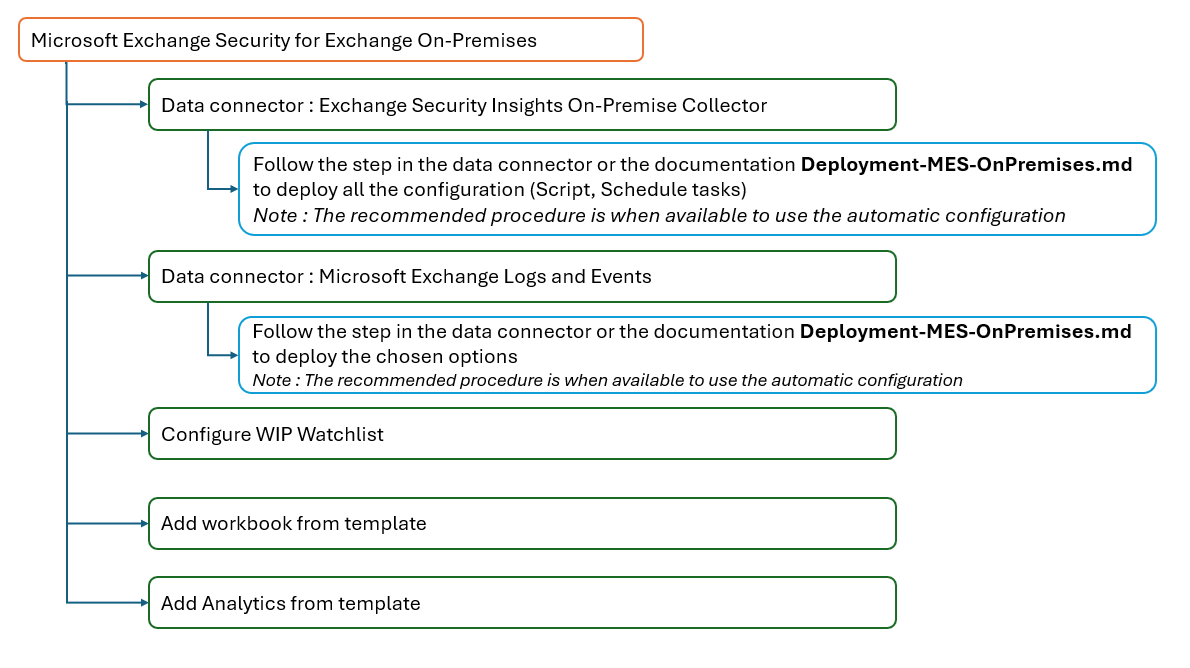 Microsoft Exchange Security for Exchange On-Premises
Data connector : Exchange Security Insights On-Premise Collector
Follow the step in the data connector or the documentation Deployment-MES-OnPremises.md
to deploy all the configuration (Script, Schedule tasks)
Note : The recommended procedure is when available to use the automatic configuration
Data connector : Microsoft Exchange Logs and Events
Follow the step in the data connector or the documentation Deployment-MES-OnPremises.md
to deploy the chosen options
Note : The recommended procedure is when available to use the automatic configuration
Configure WIP Watchlist
Add workbook from template
Add Analytics from template